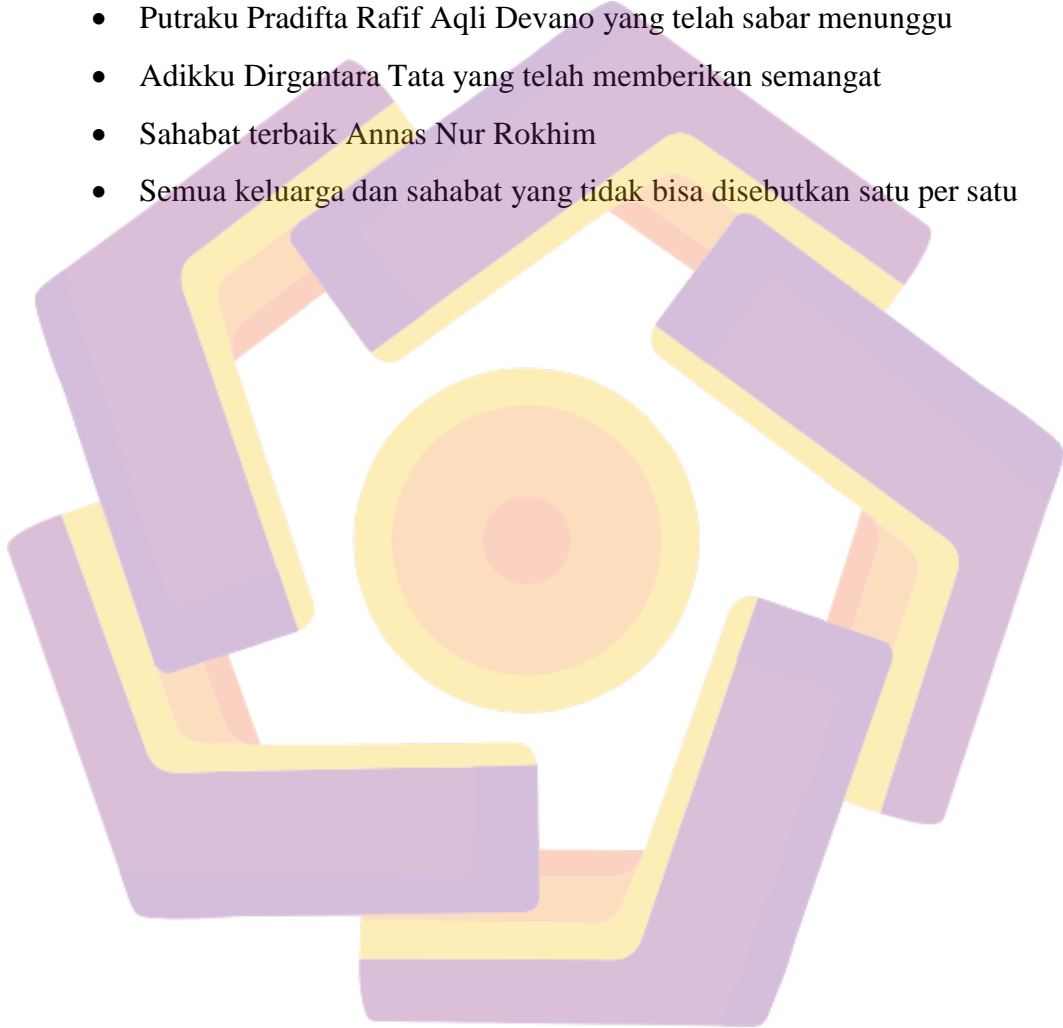 • Putraku Pradifta Rafif Aqli Devano yang telah sabar menunggu
• Adikku Dirgantara Tata yang telah memberikan semangat
• Sahabat terbaik Annas Nur Rokhim
• Semua keluarga dan sahabat yang tidak bisa disebutkan satu per satu